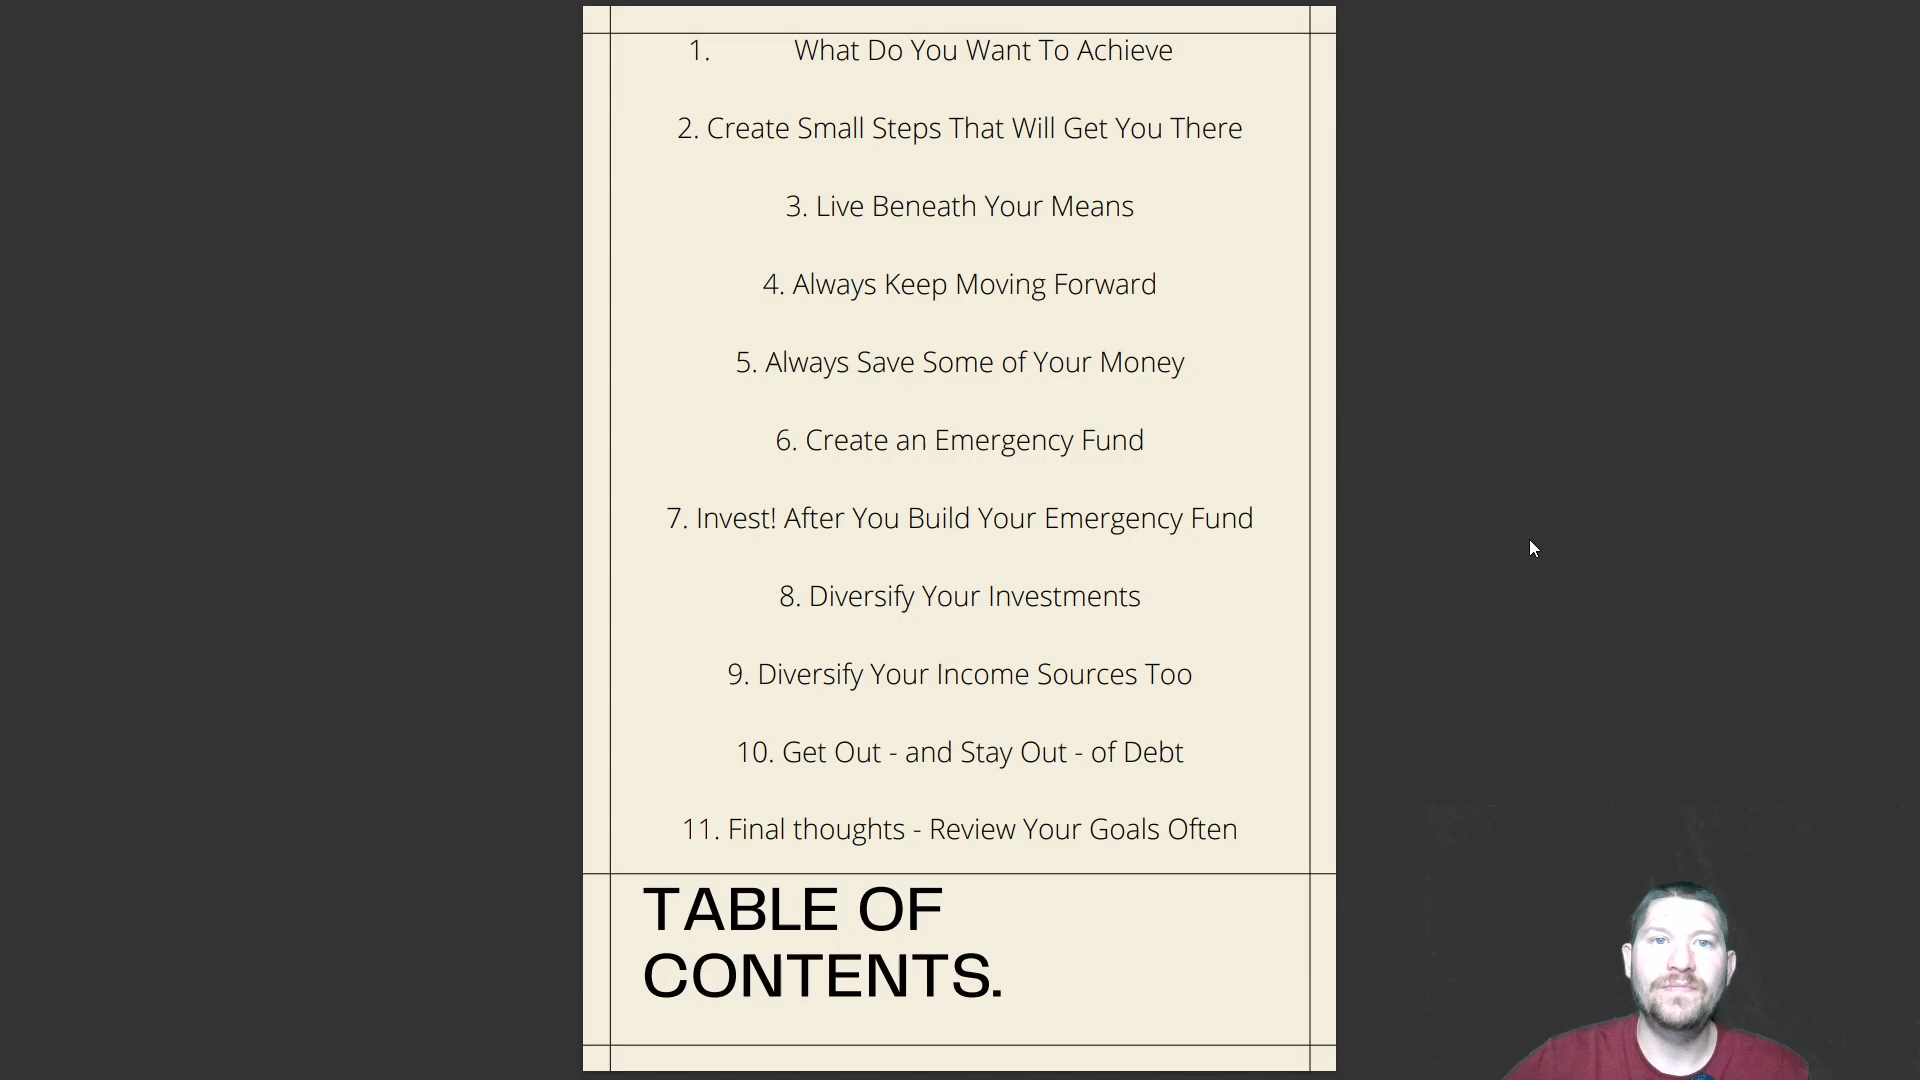 1. What Do You Want To Achieve
2. Create Small Steps That Will Get You There
3. Live Beneath Your Means
4. Always Keep Moving Forward
5. Always Save Some of Your Money
6. Create an Emergency Fund
7. Invest! After You Build Your Emergency Fund
8. Diversify Your Investments
9. Diversify Your Income Sources Too
10. Get Out - and Stay Out - of Debt
11. Final thoughts - Review Your Goals Often
TABLE OF
CONTENTS.